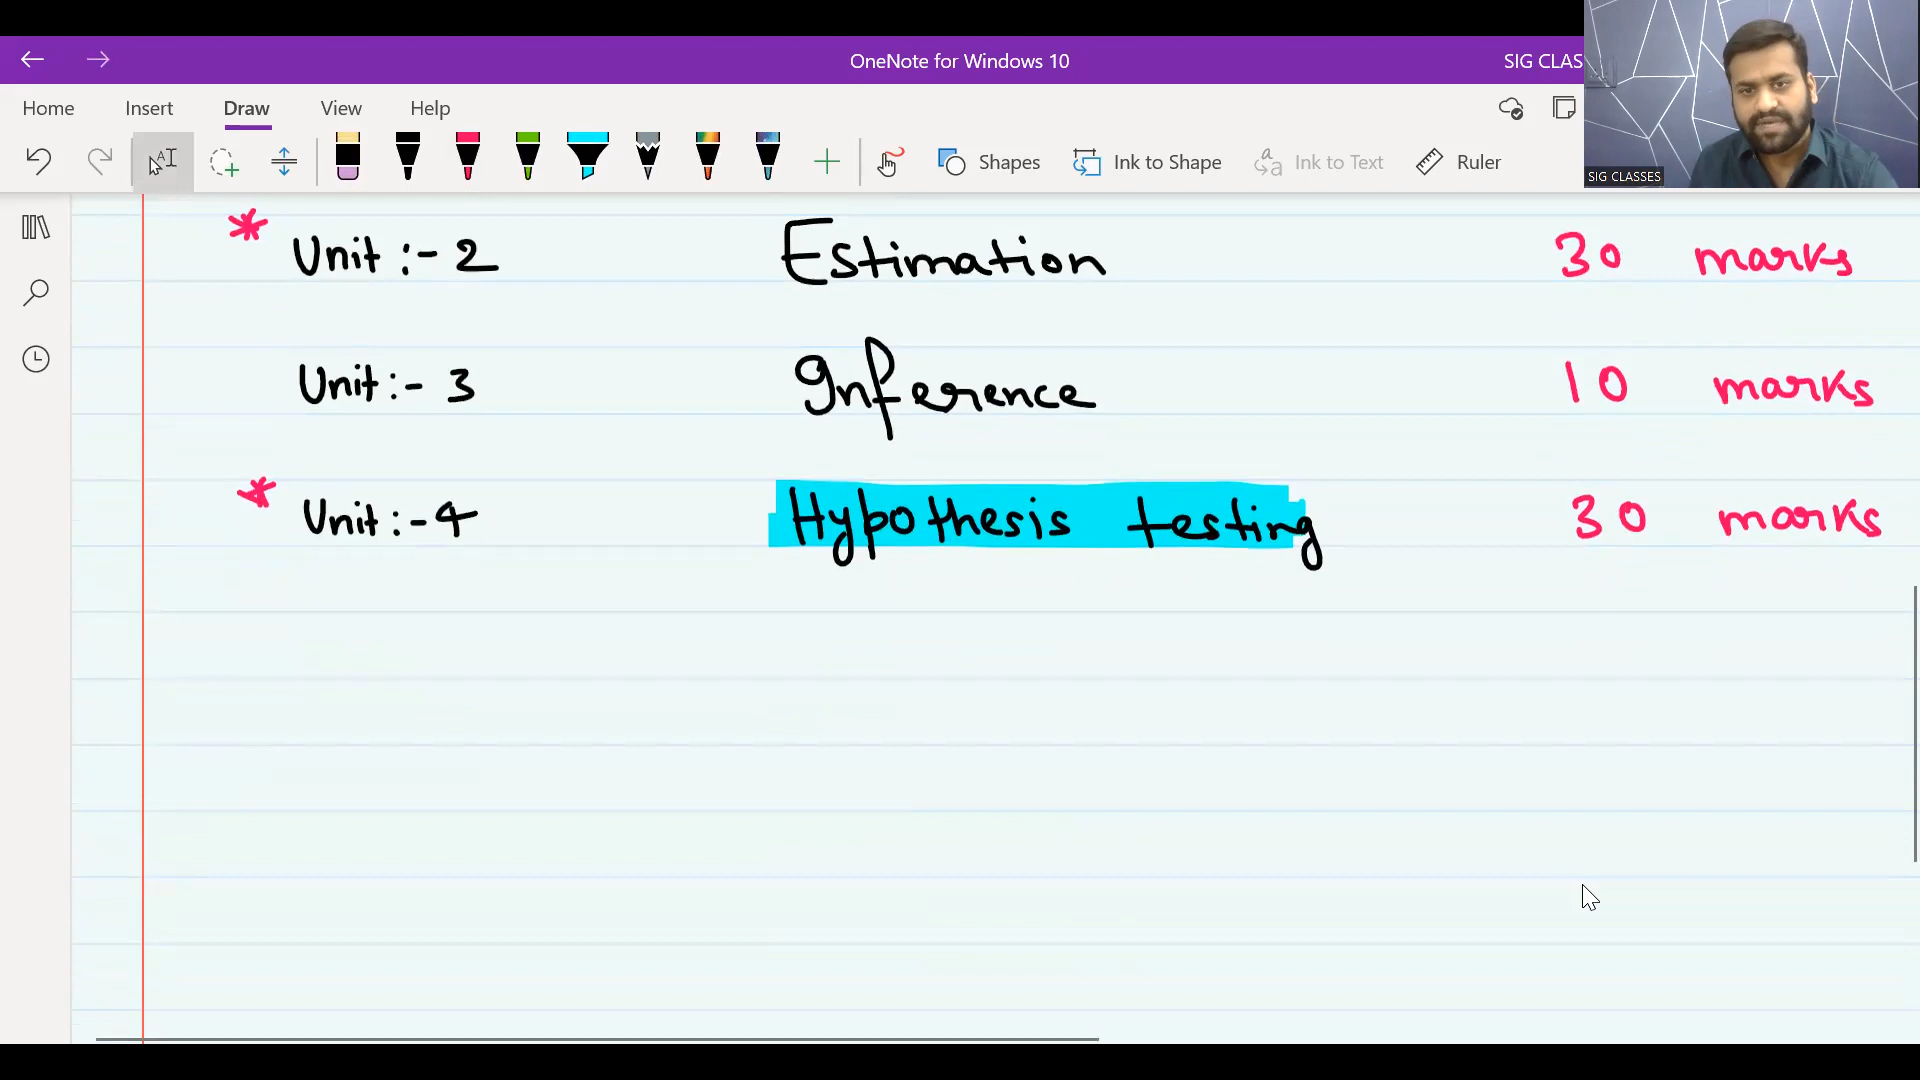 OneNote for Windows 10
SIG CLAS
Home Insert Draw View Help
Shapes Ink to Shape Ink to Text Ruler
SIG CLASSES
* Unit :- 2 Estimation 30 marks
Unit :- 3 Inference 10 marks
* Unit :- 4 Hypothesis testing 30 marks